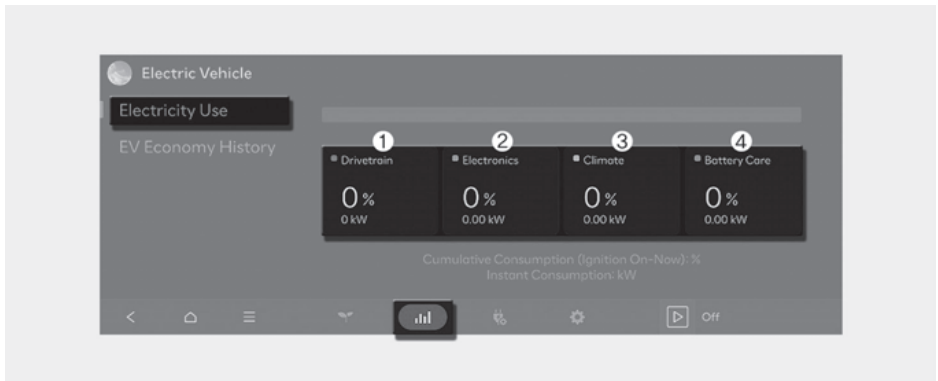 Electric Vehicle
Electricity Use
EV Economy History
1 2 3 4
Drivetrain Electronics Climate Battery Care
0 % 0 % 0 % 0 %
0 kW 0.00 kW 0.00 kW 0.00 kW
Cumulative Consumption (Ignition On-Now): %
Instant Consumption: kW
Off